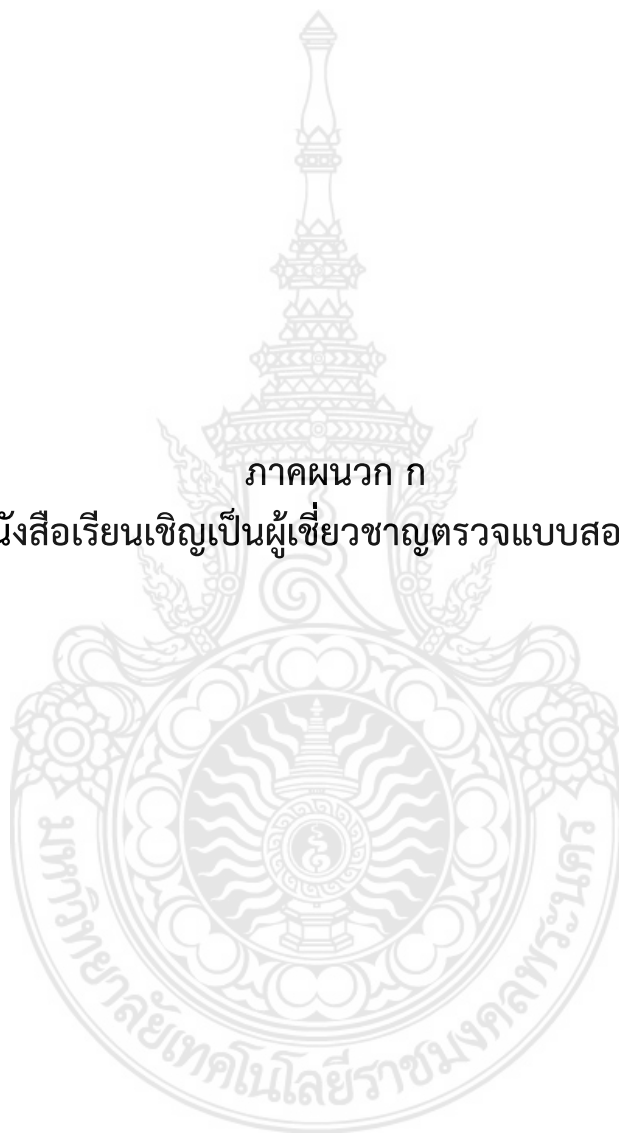 ภาคผนวก ก
นังสือเรียนเชิญเป็นผู้เชี่ยวชาญตรวจแบบสอ
มหาวิทยาลัยเทคโนโลยีราชมงคลพระนคร